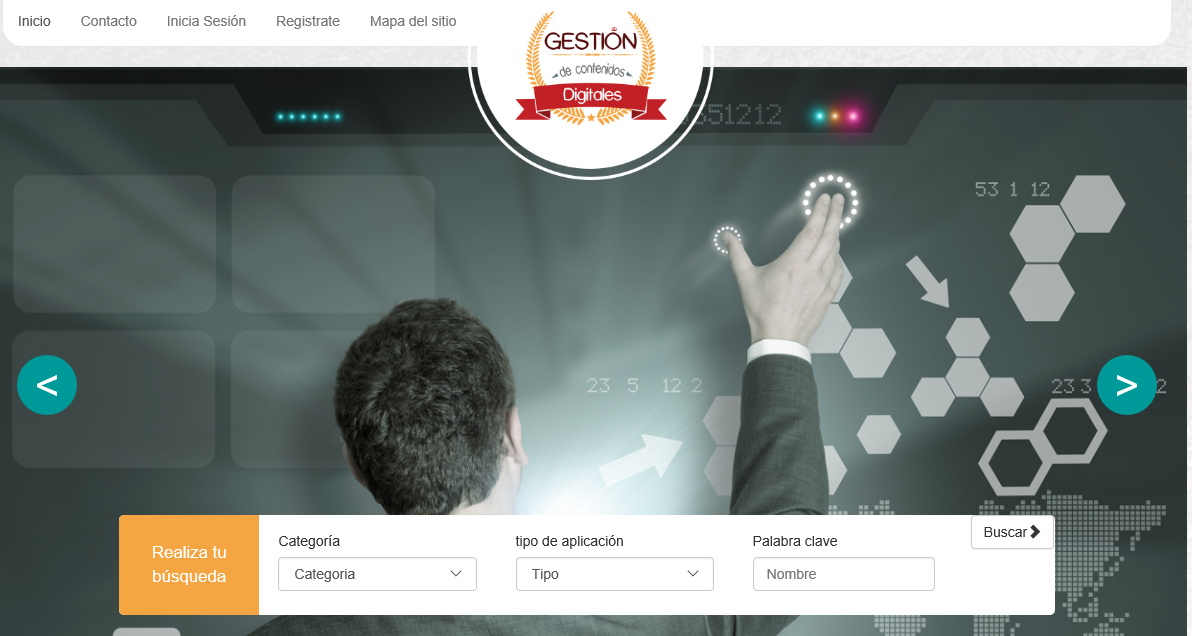 Inicio Contacto Inicia Sesión Registrate Mapa del sitio
GESTIÓN
de contenidos
Digitales
351212
53 1 12
23 5 12 2
23 3 2
Realiza tu
búsqueda
Categoría tipo de aplicación Palabra clave
Buscar
Categoria Tipo Nombre